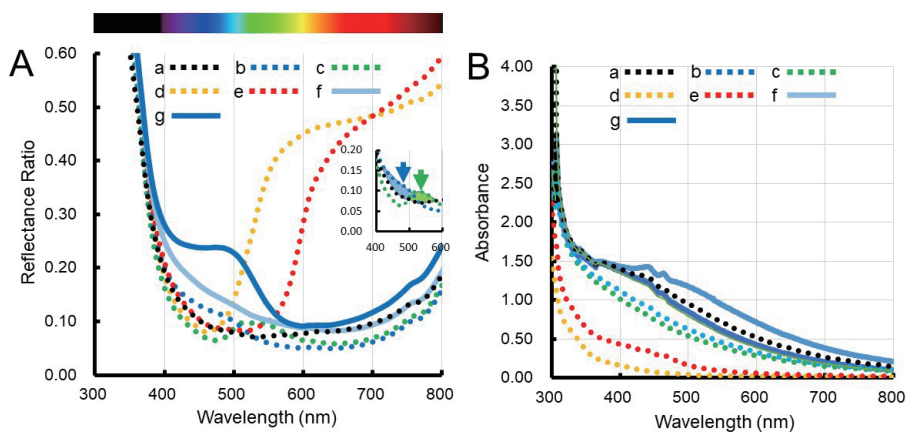 A
B
0.60
0.50
0.40
0.30
0.20
0.10
0.00
Reflectance Ratio
300 400 500 600 700 800
Wavelength (nm)
a b c
d e f
g
0.20
0.15
0.10
0.05
0.00
400 500 600
4.00
3.50
3.00
2.50
2.00
1.50
1.00
0.50
0.00
Absorbance
300 400 500 600 700 800
Wavelength (nm)
a b c
d e f
g